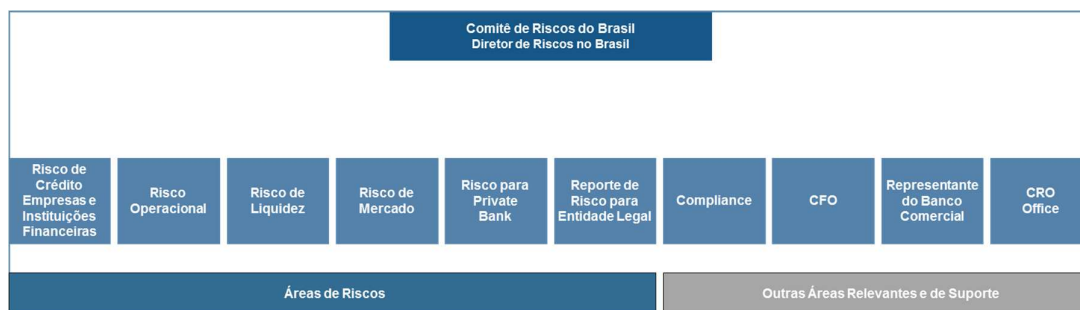 Comitê de Riscos do Brasil
Diretor de Riscos no Brasil
Risco de
Crédito
Empresas e
Instituições
Financeiras
Risco
Operacional
Risco de
Liquidez
Risco de
Mercado
Risco para
Private
Bank
Reporte de
Risco para
Entidade Legal
Compliance
CFO
Representante
do Banco
Comercial
CRO
Office
Áreas de Riscos
Outras Áreas Relevantes e de Suporte